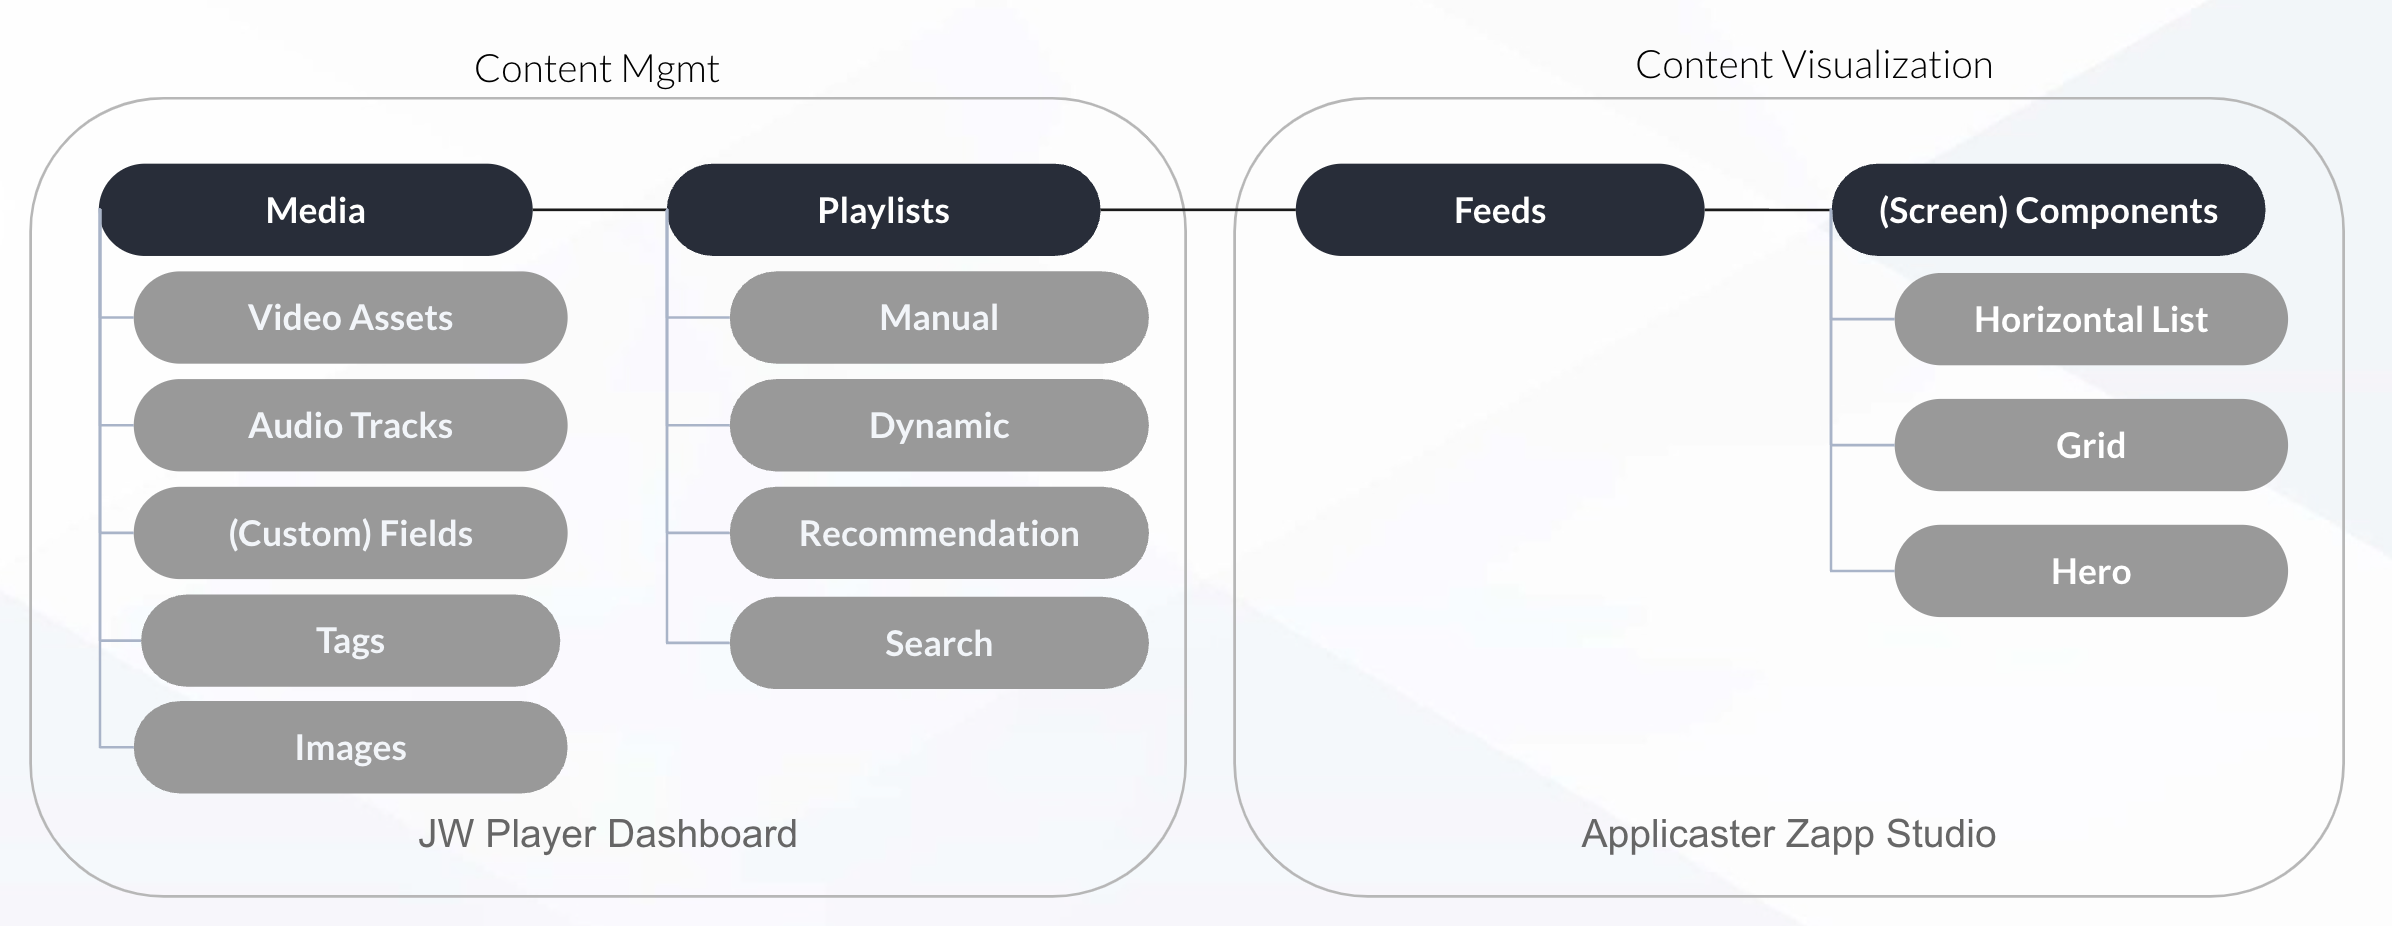 Content Mgmt
Content Visualization
Media
Playlists
Feeds
(Screen) Components
Video Assets
Manual
Horizontal List
Audio Tracks
Dynamic
Grid
(Custom) Fields
Recommendation
Hero
Tags
Search
Images
JW Player Dashboard
Applicaster Zapp Studio